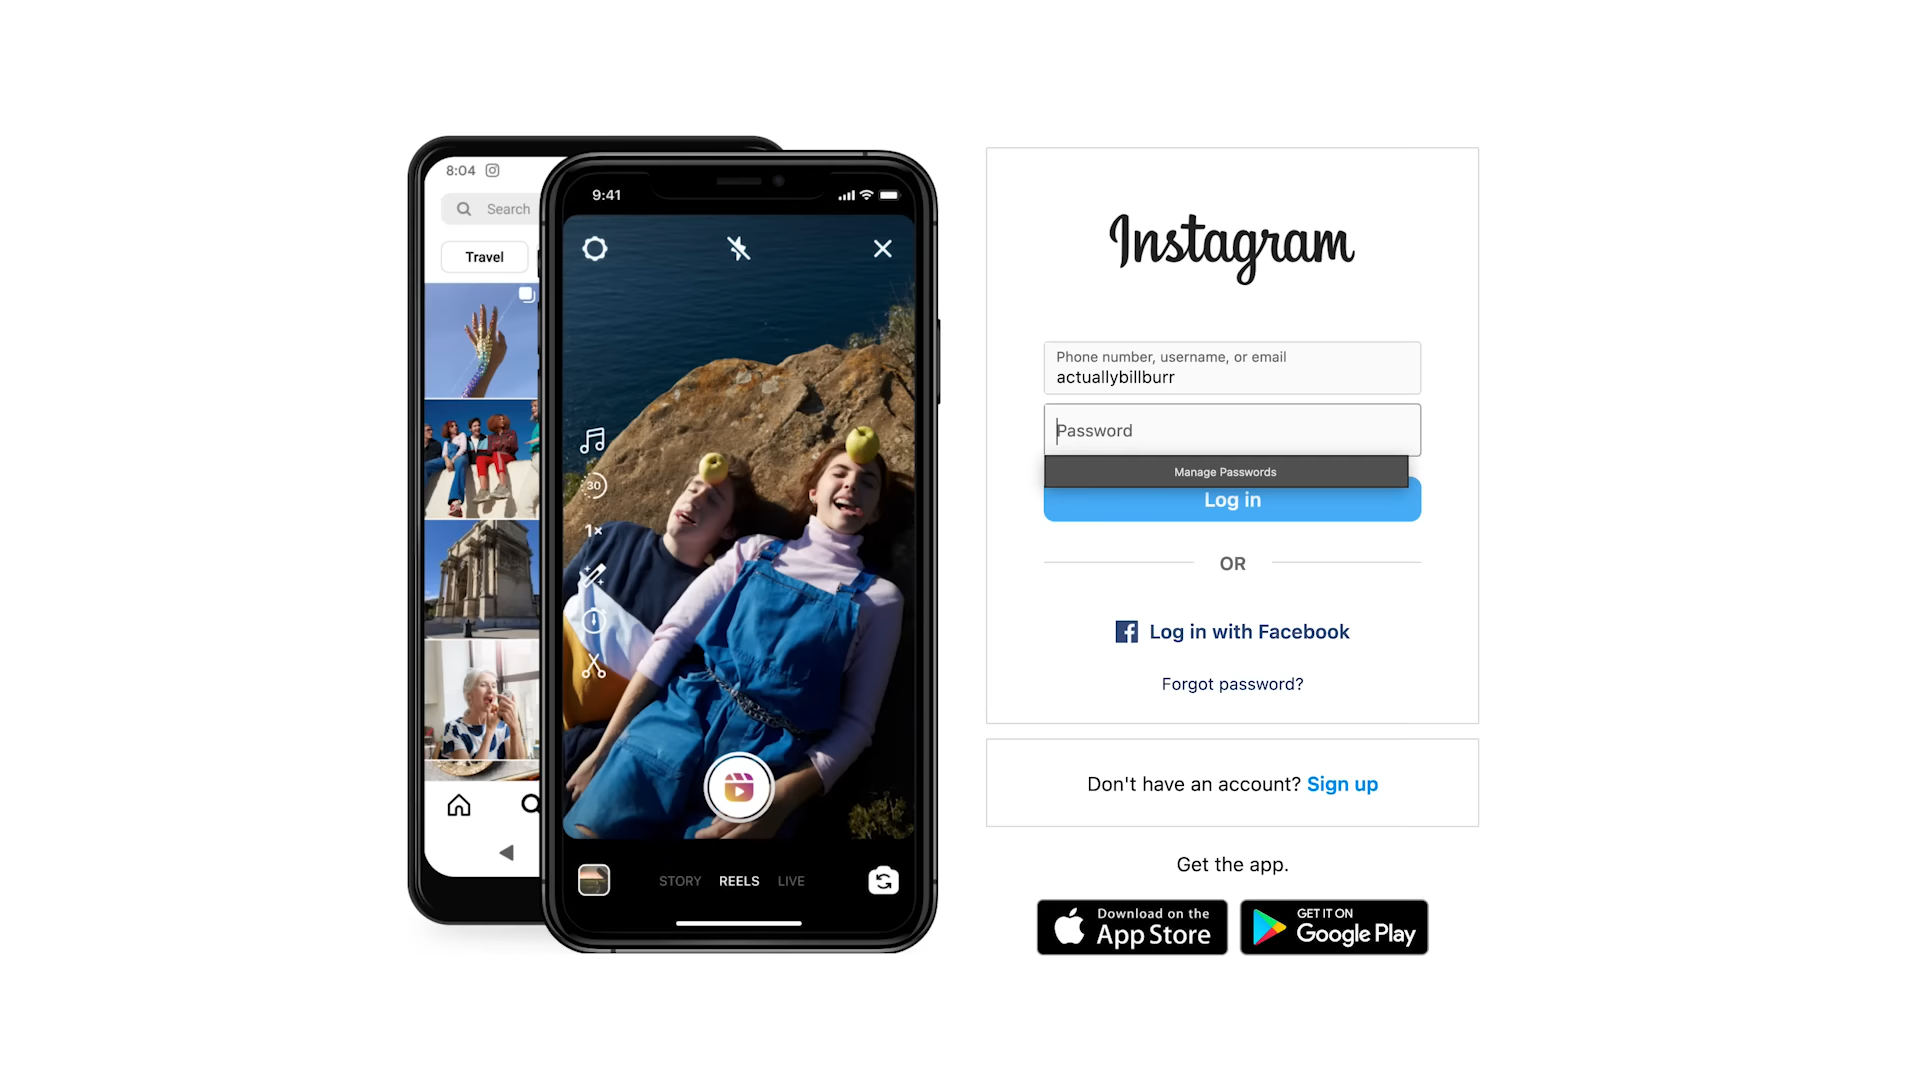 8:04
Search
Travel
9:41
30
1×
STORY REELS LIVE
Instagram
Phone number, username, or email
actuallybillburr
Password
Manage Passwords
Log in
OR
Log in with Facebook
Forgot password?
Don't have an account? Sign up
Get the app.
Download on the
App Store
GET IT ON
Google Play